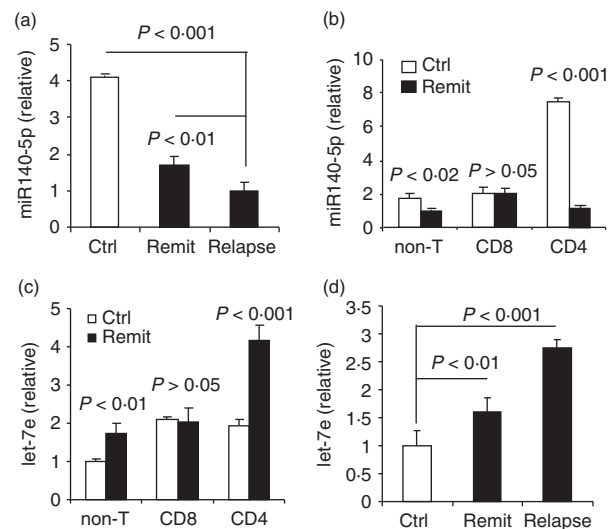 (a)
P < 0·001
P < 0·01
miR140-5p (relative)
5
4
3
2
1
0
Ctrl Remit Relapse
(b)
Ctrl
Remit
P < 0·001
P < 0·02
P > 0·05
miR140-5p (relative)
10
8
6
4
2
0
non-T CD8 CD4
(c)
Ctrl
Remit
P < 0·001
P < 0·01
P > 0·05
let-7e (relative)
5
4
3
2
1
0
non-T CD8 CD4
(d)
P < 0·001
P < 0·01
let-7e (relative)
3·5
3
2·5
2
1·5
1
0·5
0
Ctrl Remit Relapse